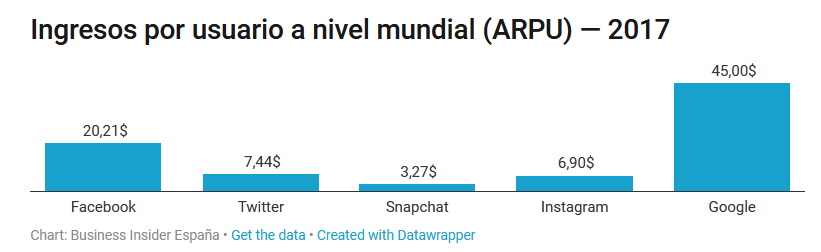 Ingresos por usuario a nivel mundial (ARPU) — 2017
45,00$
20,21$
7,44$
6,90$
3,27$
Facebook Twitter Snapchat Instagram Google
Chart: Business Insider España • Get the data • Created with Datawrapper